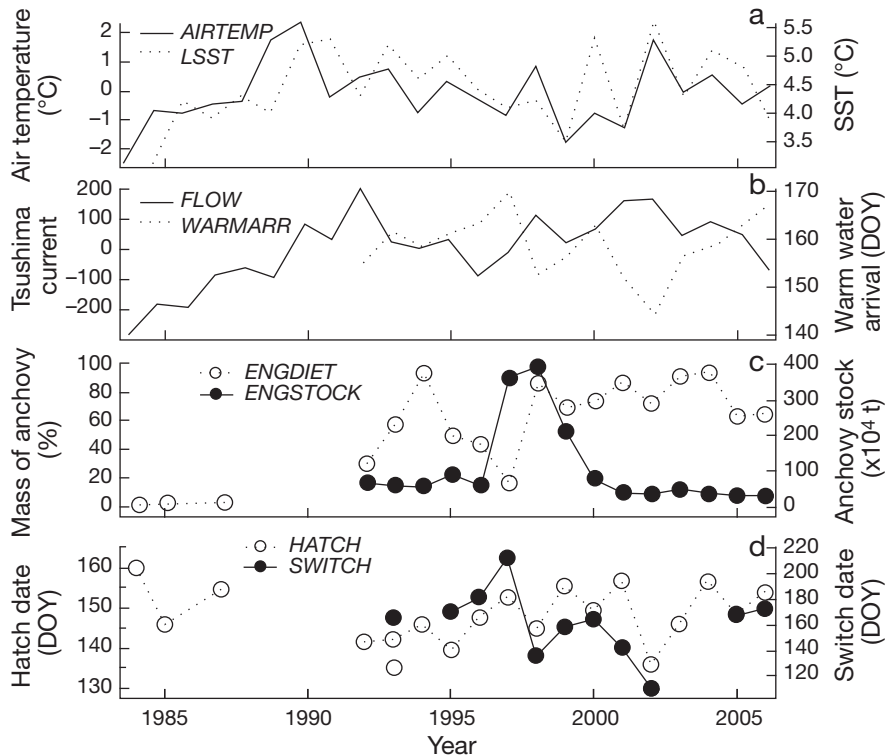 a
AIRTEMP
LSST
Air temperature
(°C)
2
1
0
−1
−2
5.5
5.0
4.5
4.0
3.5
SST (°C)
b
FLOW
WARMARR
Tsushima
current
200
100
0
−100
−200
170
160
150
140
Warm water
arrival (DOY)
c
ENGDIET
ENGSTOCK
Mass of anchovy
(%)
100
80
60
40
20
0
400
300
200
100
0
Anchovy stock
(x10⁴ t)
d
HATCH
SWITCH
Hatch date
(DOY)
160
150
140
130
220
200
180
160
140
120
Switch date
(DOY)
1985 1990 1995 2000 2005
Year